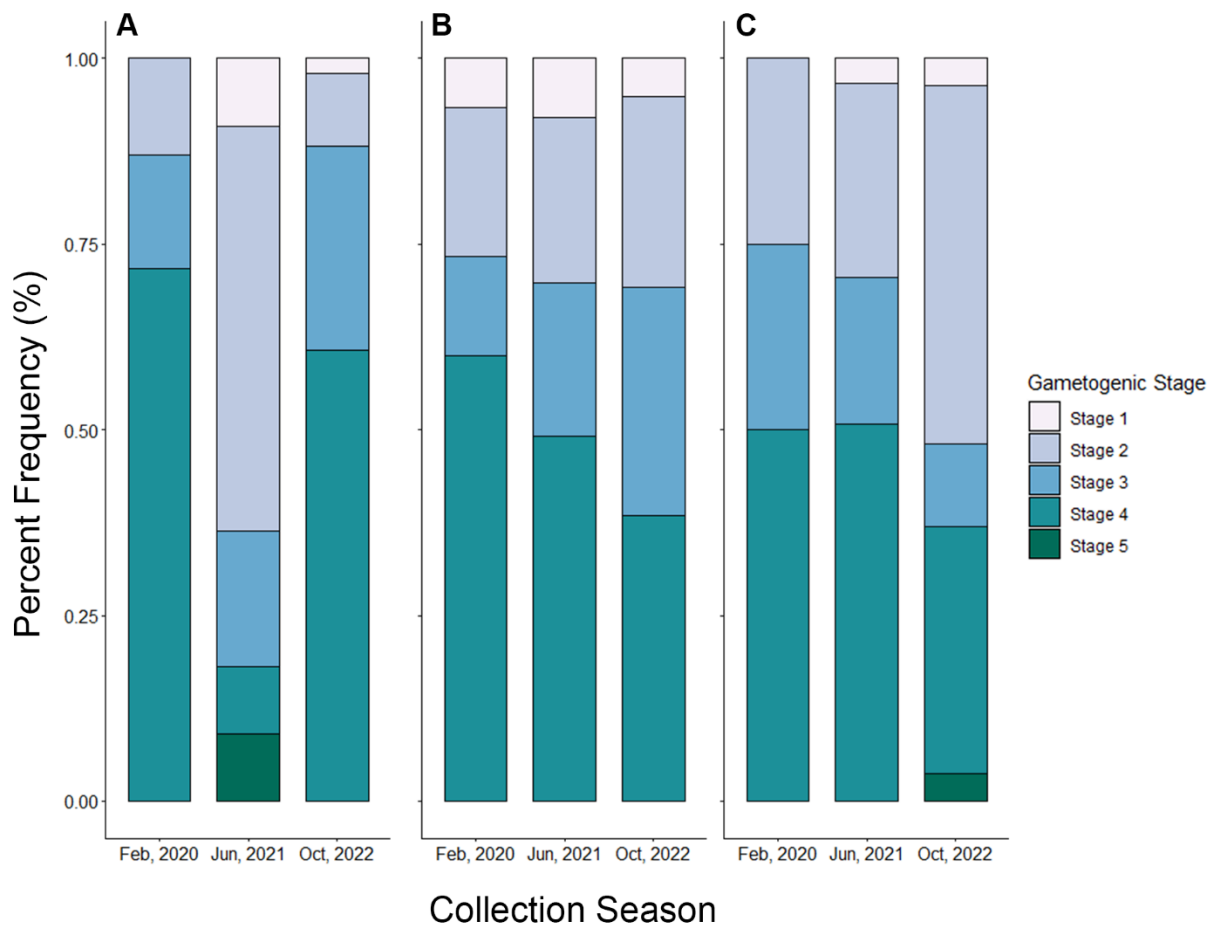 A B C
Percent Frequency (%)
1.00
0.75
0.50
0.25
0.00
Feb, 2020 Jun, 2021 Oct, 2022 Feb, 2020 Jun, 2021 Oct, 2022 Feb, 2020 Jun, 2021 Oct, 2022
Collection Season
Gametogenic Stage
Stage 1
Stage 2
Stage 3
Stage 4
Stage 5